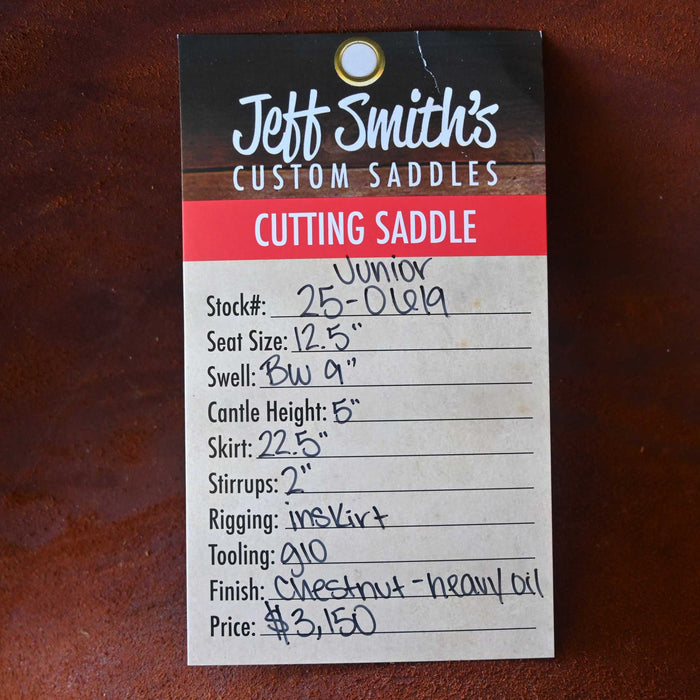 Jeff Smith's
CUSTOM SADDLES
CUTTING SADDLE
Junior
Stock#: 25-0619
Seat Size: 12.5"
Swell: BW 9"
Cantle Height: 5"
Skirt: 22.5"
Stirrups: 2"
Rigging: inskirt
Tooling: g10
Finish: chestnut - heavy oil
Price: $3,150